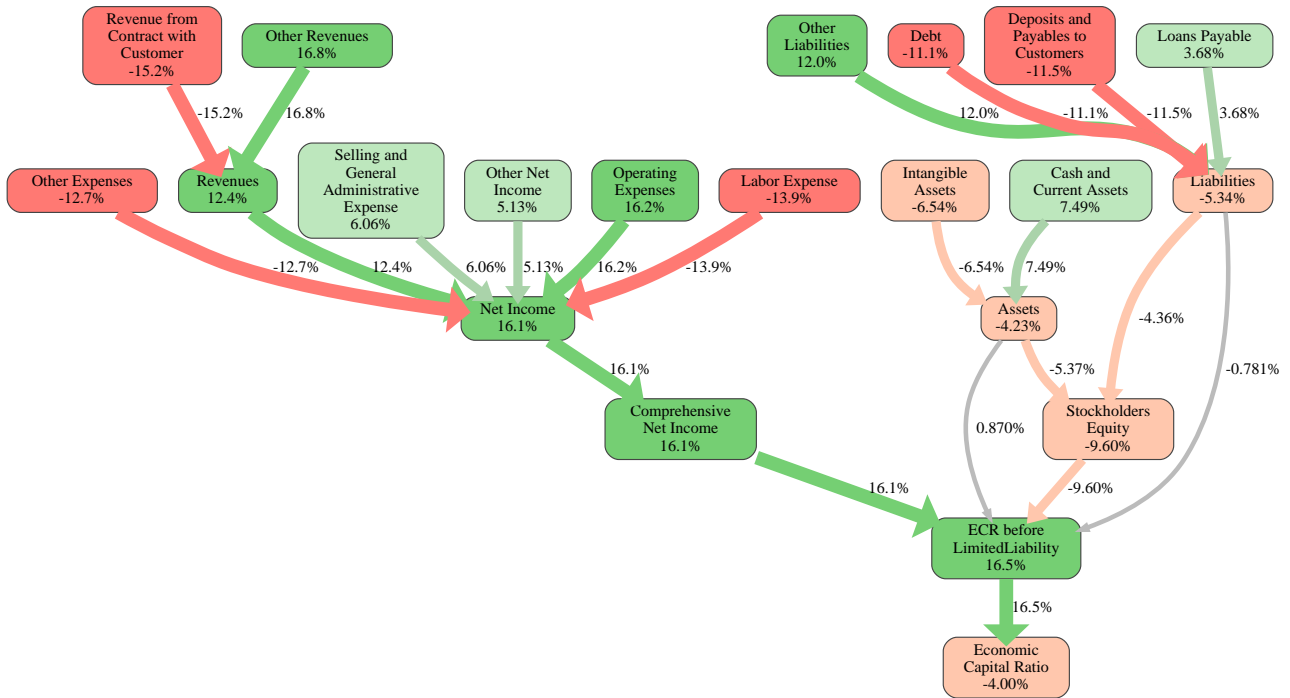 Revenue from
Contract with
Customer
-15.2%
Other Revenues
16.8%
Other
Liabilities
12.0%
Debt
-11.1%
Deposits and
Payables to
Customers
-11.5%
Loans Payable
3.68%
-15.2%
16.8%
12.0%
-11.1%
-11.5%
3.68%
Other Expenses
-12.7%
Revenues
12.4%
Selling and
General
Administrative
Expense
6.06%
Other Net
Income
5.13%
Operating
Expenses
16.2%
Labor Expense
-13.9%
Intangible
Assets
-6.54%
Cash and
Current Assets
7.49%
Liabilities
-5.34%
-12.7%
12.4%
6.06%
5.13%
16.2%
-13.9%
-6.54%
7.49%
Net Income
16.1%
Assets
-4.23%
-4.36%
16.1%
-5.37%
-0.781%
Comprehensive
Net Income
16.1%
0.870%
Stockholders
Equity
-9.60%
16.1%
-9.60%
ECR before
LimitedLiability
16.5%
16.5%
Economic
Capital Ratio
-4.00%